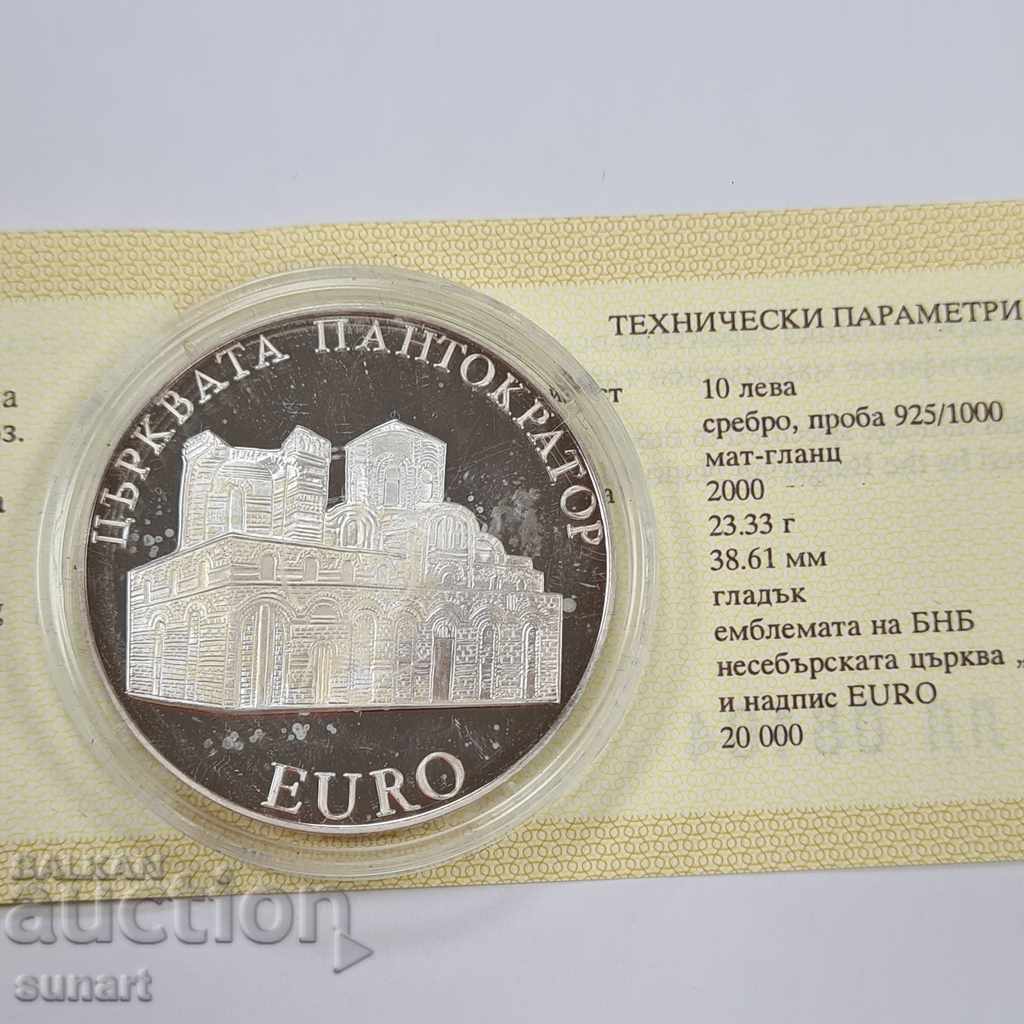 ЦЪРКВАТА ПАНТОКРАТОР
EURO
ТЕХНИЧЕСКИ ПАРАМЕТРИ
10 лева
сребро, проба 925/1000
мат-гланц
2000
23.33 г
38.61 мм
гладък
емблемата на БНБ
несебърската църква „
и надпис EURO
20 000
BALKAN
auction
sunart